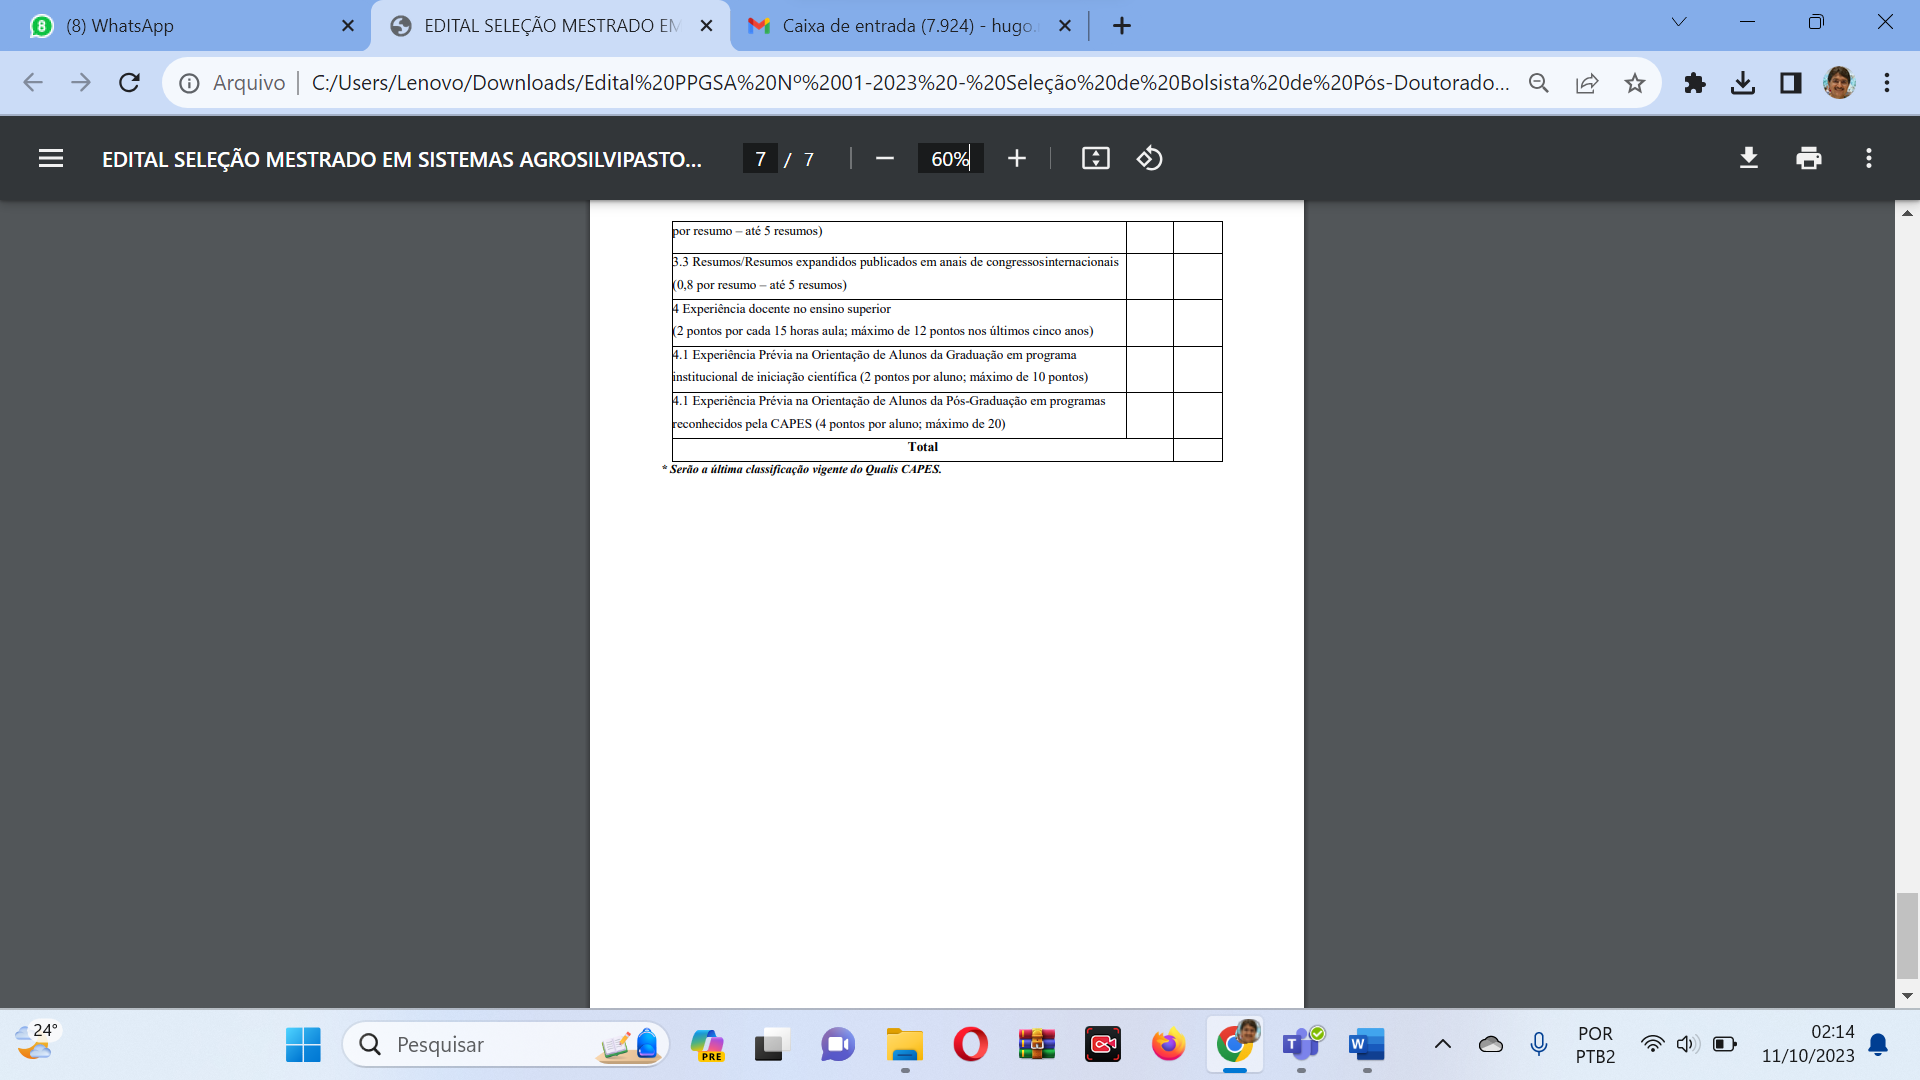 (8) WhatsApp
EDITAL SELEÇÃO MESTRADO EM
Caixa de entrada (7.924) - hugo.
Arquivo
C:/Users/Lenovo/Downloads/Edital%20PPGSA%20Nº%2001-2023%20-%20Seleção%20de%20Bolsista%20de%20Pós-Doutorado...
EDITAL SELEÇÃO MESTRADO EM SISTEMAS AGROSILVIPASTO...
7 / 7
60%
por resumo – até 5 resumos)
3.3 Resumos/Resumos expandidos publicados em anais de congressosinternacionais
(0,8 por resumo – até 5 resumos)
4 Experiência docente no ensino superior
(2 pontos por cada 15 horas aula; máximo de 12 pontos nos últimos cinco anos)
4.1 Experiência Prévia na Orientação de Alunos da Graduação em programa
institucional de iniciação científica (2 pontos por aluno; máximo de 10 pontos)
4.1 Experiência Prévia na Orientação de Alunos da Pós-Graduação em programas
reconhecidos pela CAPES (4 pontos por aluno; máximo de 20)
Total
* Serão a última classificação vigente do Qualis CAPES.
24°
Pesquisar
PRE
POR
PTB2
02:14
11/10/2023